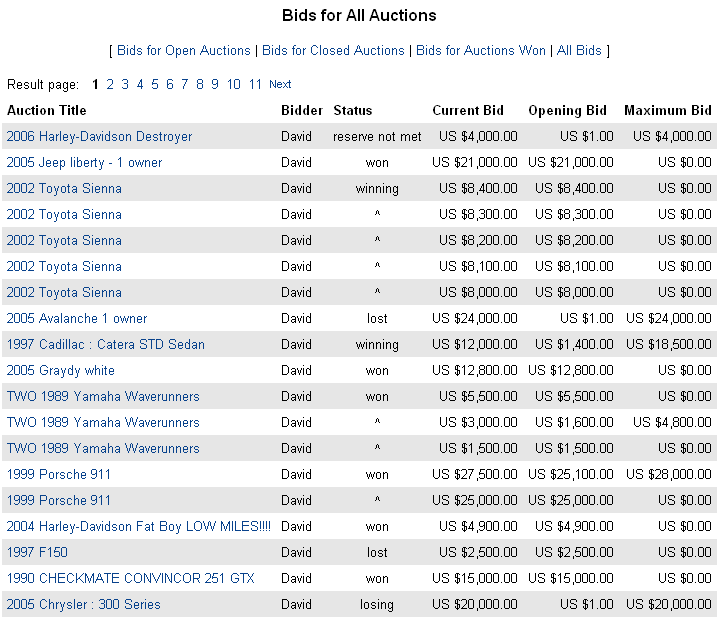 Bids for All Auctions
[ Bids for Open Auctions | Bids for Closed Auctions | Bids for Auctions Won | All Bids ]
Result page: 1 2 3 4 5 6 7 8 9 10 11 Next
Auction Title Bidder Status Current Bid Opening Bid Maximum Bid
2006 Harley-Davidson Destroyer David reserve not met US $4,000.00 US $1.00 US $4,000.00
2005 Jeep liberty - 1 owner David won US $21,000.00 US $21,000.00 US $0.00
2002 Toyota Sienna David winning US $8,400.00 US $8,400.00 US $0.00
2002 Toyota Sienna David ^ US $8,300.00 US $8,300.00 US $0.00
2002 Toyota Sienna David ^ US $8,200.00 US $8,200.00 US $0.00
2002 Toyota Sienna David ^ US $8,100.00 US $8,100.00 US $0.00
2002 Toyota Sienna David ^ US $8,000.00 US $8,000.00 US $0.00
2005 Avalanche 1 owner David lost US $24,000.00 US $1.00 US $24,000.00
1997 Cadillac : Catera STD Sedan David winning US $12,000.00 US $1,400.00 US $18,500.00
2005 Graydy white David won US $12,800.00 US $12,800.00 US $0.00
TWO 1989 Yamaha Waverunners David won US $5,500.00 US $5,500.00 US $0.00
TWO 1989 Yamaha Waverunners David ^ US $3,000.00 US $1,600.00 US $4,800.00
TWO 1989 Yamaha Waverunners David ^ US $1,500.00 US $1,500.00 US $0.00
1999 Porsche 911 David won US $27,500.00 US $25,100.00 US $28,000.00
1999 Porsche 911 David ^ US $25,000.00 US $25,000.00 US $0.00
2004 Harley-Davidson Fat Boy LOW MILES!!!! David won US $4,900.00 US $4,900.00 US $0.00
1997 F150 David lost US $2,500.00 US $2,500.00 US $0.00
1990 CHECKMATE CONVINCOR 251 GTX David won US $15,000.00 US $15,000.00 US $0.00
2005 Chrysler : 300 Series David losing US $20,000.00 US $1.00 US $20,000.00